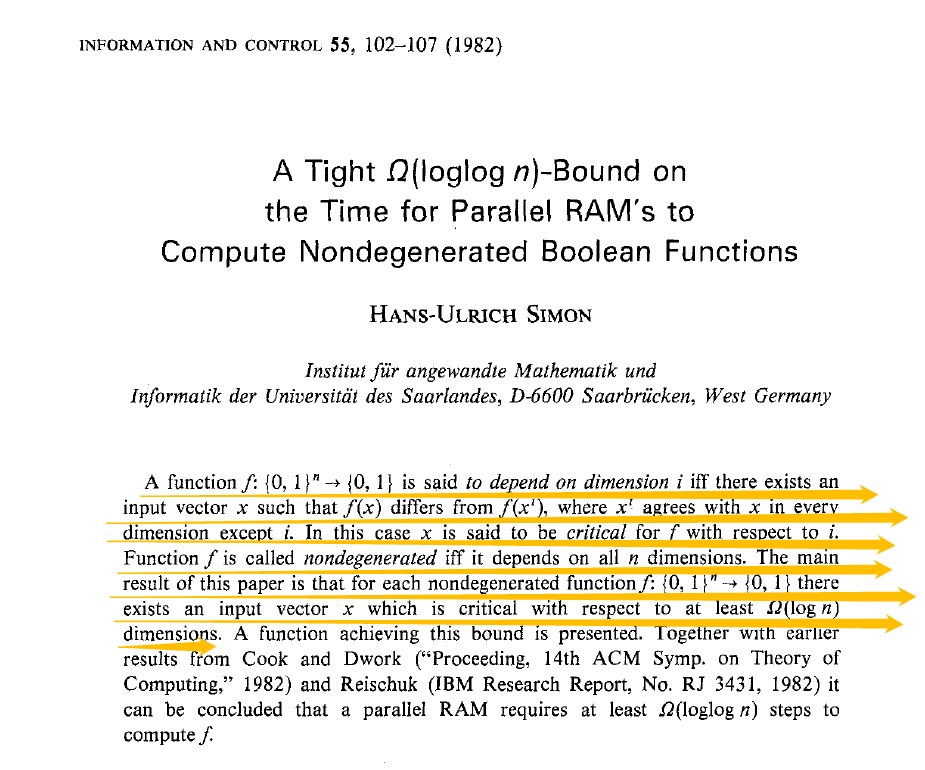 INFORMATION AND CONTROL 55, 102–107 (1982)
A Tight Ω(loglog n)-Bound on
the Time for Parallel RAM's to
Compute Nondegenerated Boolean Functions
HANS-ULRICH SIMON
Institut für angewandte Mathematik und
Informatik der Universität des Saarlandes, D-6600 Saarbrücken, West Germany
A function f: {0, 1}ⁿ → {0, 1} is said to depend on dimension i iff there exists an
input vector x such that f(x) differs from f(xⁱ), where xⁱ agrees with x in every
dimension except i. In this case x is said to be critical for f with respect to i.
Function f is called nondegenerated iff it depends on all n dimensions. The main
result of this paper is that for each nondegenerated function f: {0, 1}ⁿ → {0, 1} there
exists an input vector x which is critical with respect to at least Ω(log n)
dimensions. A function achieving this bound is presented. Together with earlier
results from Cook and Dwork ("Proceeding, 14th ACM Symp. on Theory of
Computing," 1982) and Reischuk (IBM Research Report, No. RJ 3431, 1982) it
can be concluded that a parallel RAM requires at least Ω(loglog n) steps to
compute f.